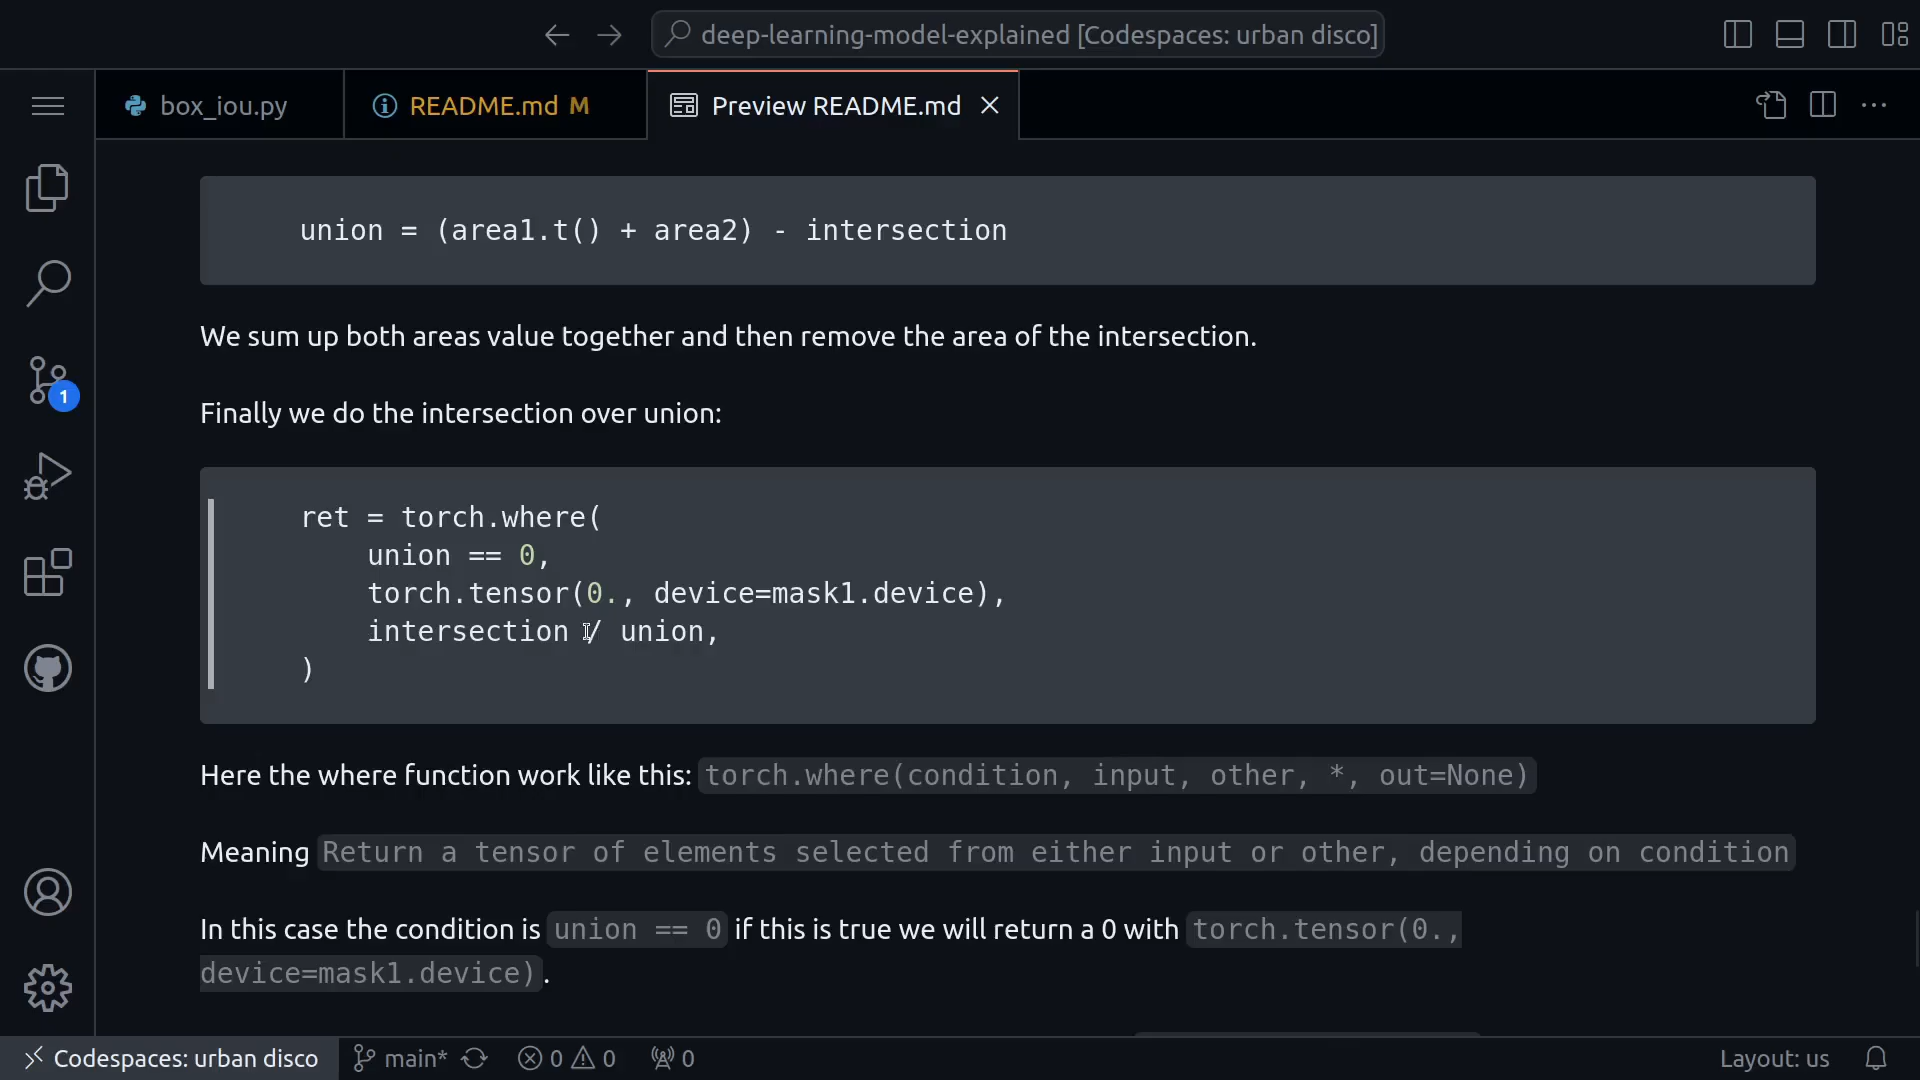 deep-learning-model-explained [Codespaces: urban disco]
box_iou.py
README.md M
Preview README.md
union = (area1.t() + area2) - intersection
We sum up both areas value together and then remove the area of the intersection.
Finally we do the intersection over union:
ret = torch.where(
union == 0,
torch.tensor(0., device=mask1.device),
intersection / union,
)
Here the where function work like this: torch.where(condition, input, other, *, out=None)
Meaning Return a tensor of elements selected from either input or other, depending on condition
In this case the condition is union == 0 if this is true we will return a 0 with torch.tensor(0.,
device=mask1.device).
1
Codespaces: urban disco main* 0 0 0 Layout: us